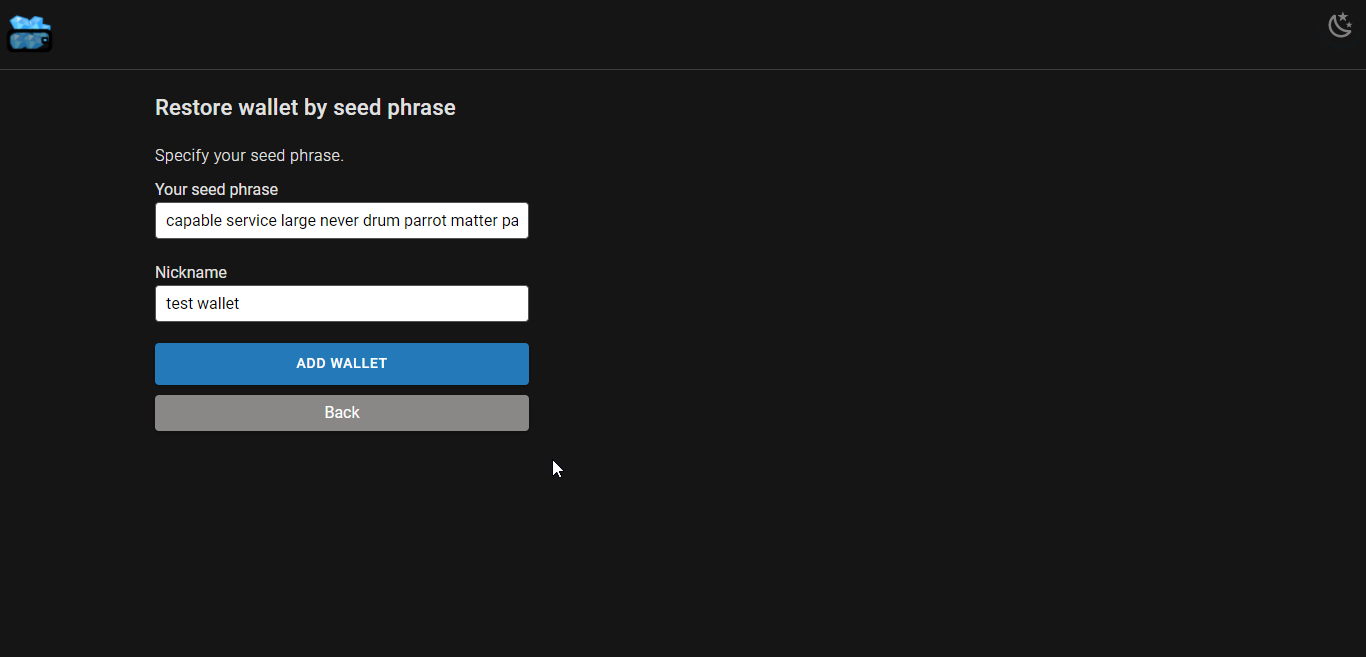 Restore wallet by seed phrase
Specify your seed phrase.
Your seed phrase
capable service large never drum parrot matter pa
Nickname
test wallet
ADD WALLET
Back